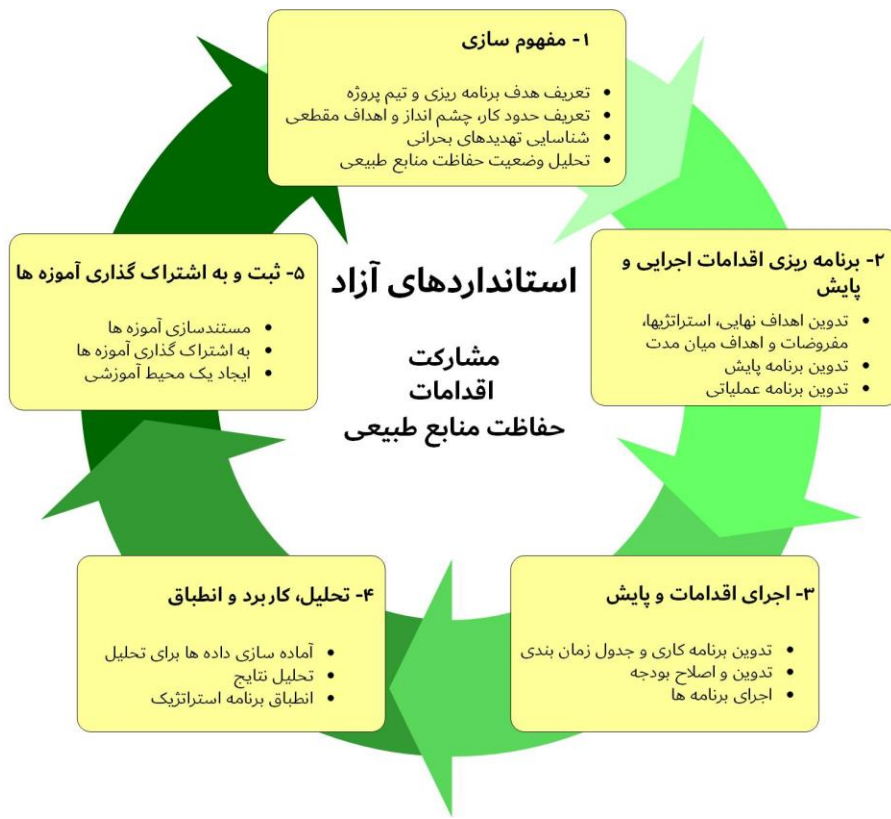 ۱- مفهوم سازی
• تعریف هدف برنامه ریزی و تیم پروژه
• تعریف حدود کار، چشم انداز و اهداف مقطعی
• شناسایی تهدیدهای بحرانی
• تحلیل وضعیت حفاظت منابع طبیعی
۲- برنامه ریزی اقدامات اجرایی و
پایش
• تدوین اهداف نهایی، استراتژیها،
مفروضات و اهداف میان مدت
• تدوین برنامه پایش
• تدوین برنامه عملیاتی
۳- اجرای اقدامات و پایش
• تدوین برنامه کاری و جدول زمان بندی
• تدوین و اصلاح بودجه
• اجرای برنامه ها
۴- تحلیل، کاربرد و انطباق
• آماده سازی داده ها برای تحلیل
• تحلیل نتایج
• انطباق برنامه استراتژیک
۵- ثبت و به اشتراک گذاری آموزه ها
• مستندسازی آموزه ها
• به اشتراک گذاری آموزه ها
• ایجاد یک محیط آموزشی
استانداردهای آزاد
مشارکت
اقدامات
حفاظت منابع طبیعی